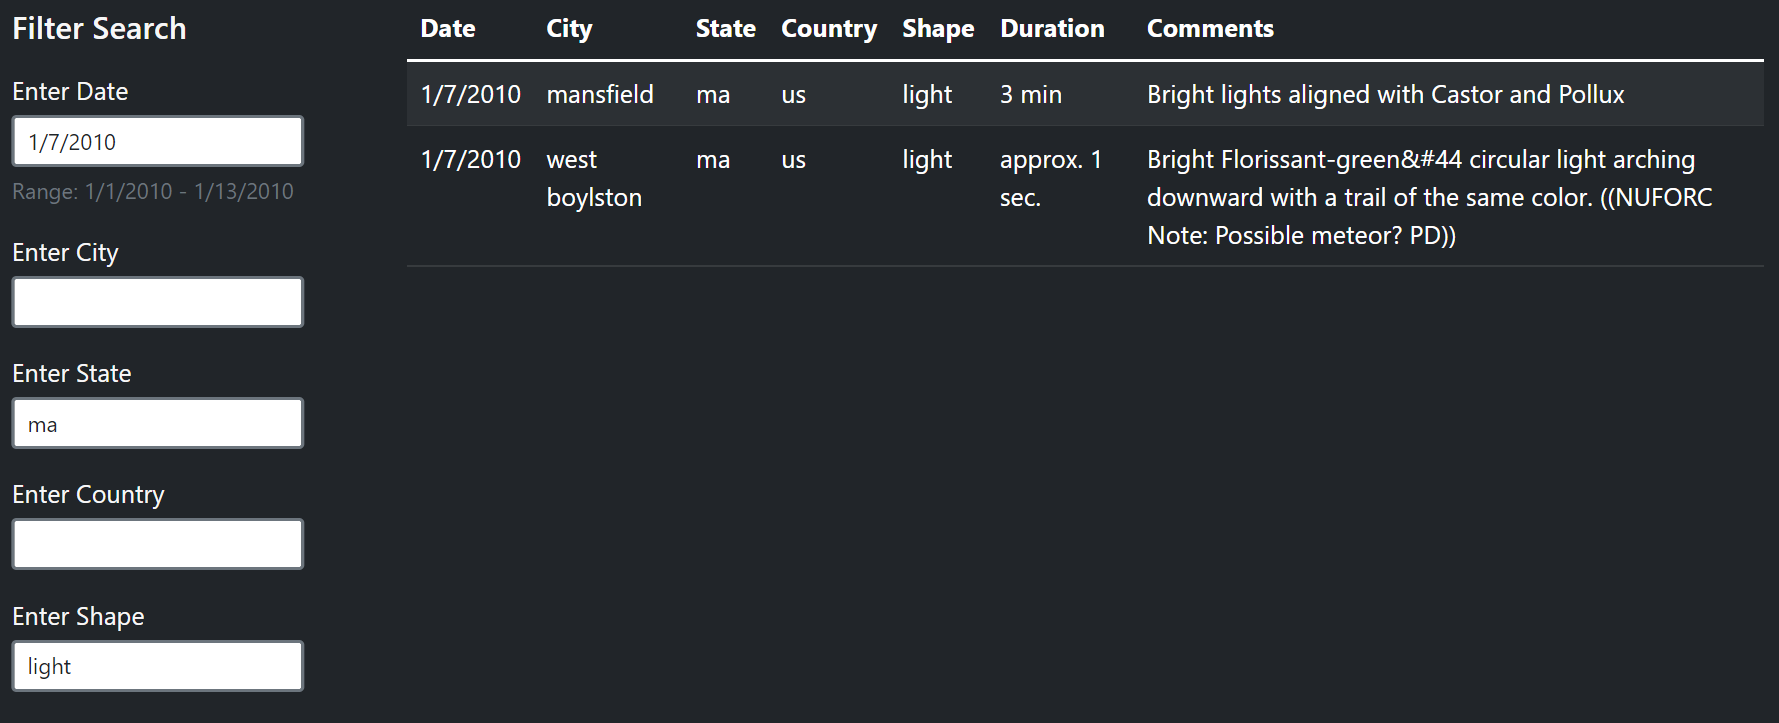 Filter Search
Enter Date
1/7/2010
Range: 1/1/2010 - 1/13/2010
Enter City
Enter State
ma
Enter Country
Enter Shape
light
Date City State Country Shape Duration Comments
1/7/2010 mansfield ma us light 3 min Bright lights aligned with Castor and Pollux
1/7/2010 west ma us light approx. 1 Bright Florissant-green&#44 circular light arching
boylston sec. downward with a trail of the same color. ((NUFORC
Note: Possible meteor? PD))